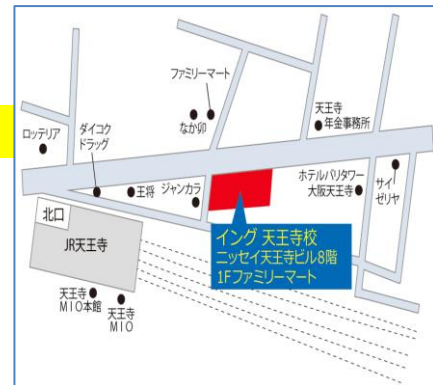 ファミリーマート
なか卯
天王寺
年金事務所
ロッテリア
ダイコク
ドラッグ
王将
ジャンカラ
ホテルバリタワー
大阪天王寺
サイ
ゼリヤ
北口
JR天王寺
イング 天王寺校
ニッセイ天王寺ビル8階
1Fファミリーマート
天王寺
MIO本館
天王寺
MIO